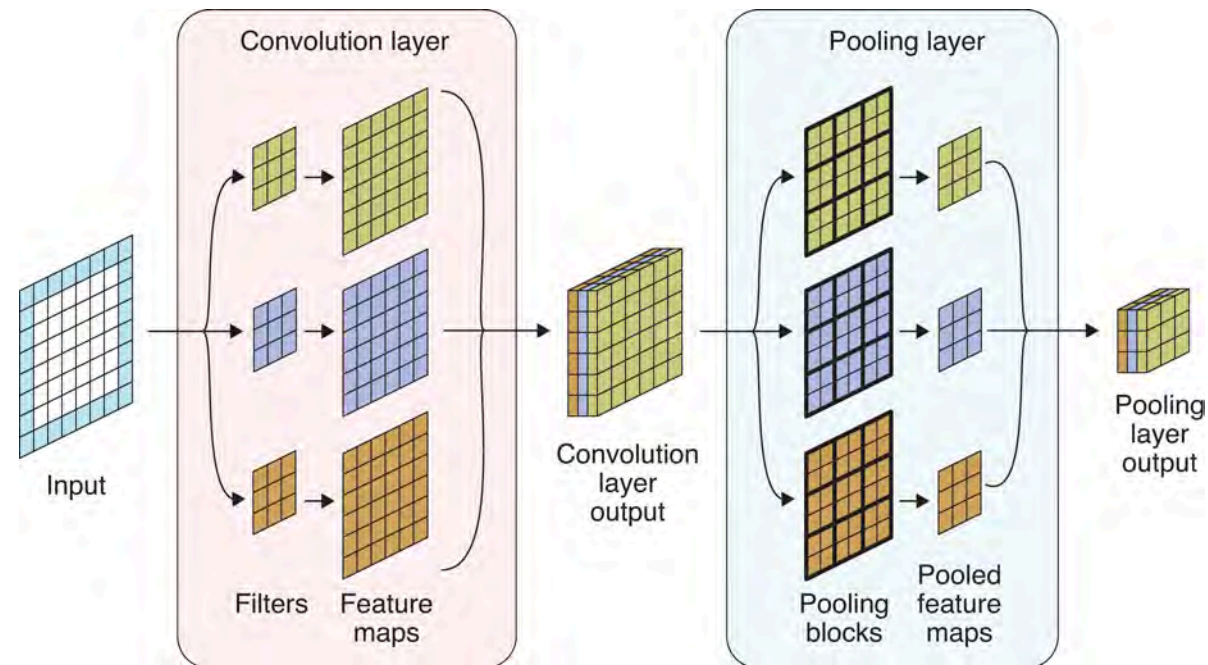 Convolution layer
Pooling layer
Input
Filters
Feature
maps
Convolution
layer
output
Pooling
blocks
Pooled
feature
maps
Pooling
layer
output